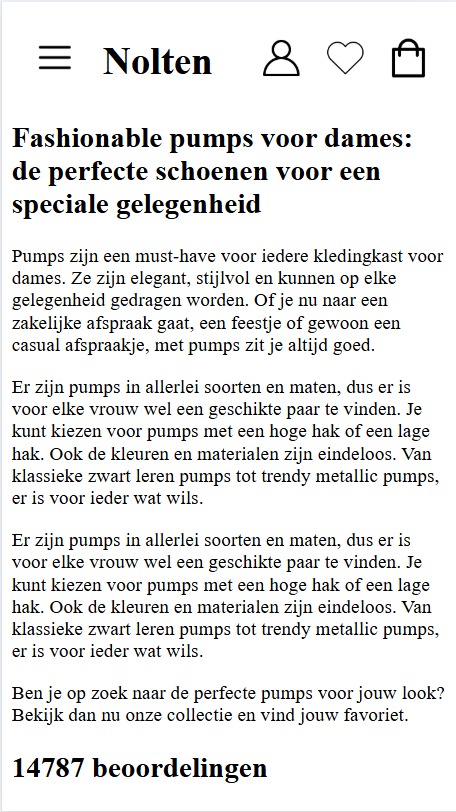 Nolten
Fashionable pumps voor dames:
de perfecte schoenen voor een
speciale gelegenheid
Pumps zijn een must-have voor iedere kledingkast voor
dames. Ze zijn elegant, stijlvol en kunnen op elke
gelegenheid gedragen worden. Of je nu naar een
zakelijke afspraak gaat, een feestje of gewoon een
casual afspraakje, met pumps zit je altijd goed.
Er zijn pumps in allerlei soorten en maten, dus er is
voor elke vrouw wel een geschikte paar te vinden. Je
kunt kiezen voor pumps met een hoge hak of een lage
hak. Ook de kleuren en materialen zijn eindeloos. Van
klassieke zwart leren pumps tot trendy metallic pumps,
er is voor ieder wat wils.
Er zijn pumps in allerlei soorten en maten, dus er is
voor elke vrouw wel een geschikte paar te vinden. Je
kunt kiezen voor pumps met een hoge hak of een lage
hak. Ook de kleuren en materialen zijn eindeloos. Van
klassieke zwart leren pumps tot trendy metallic pumps,
er is voor ieder wat wils.
Ben je op zoek naar de perfecte pumps voor jouw look?
Bekijk dan nu onze collectie en vind jouw favoriet.
14787 beoordelingen